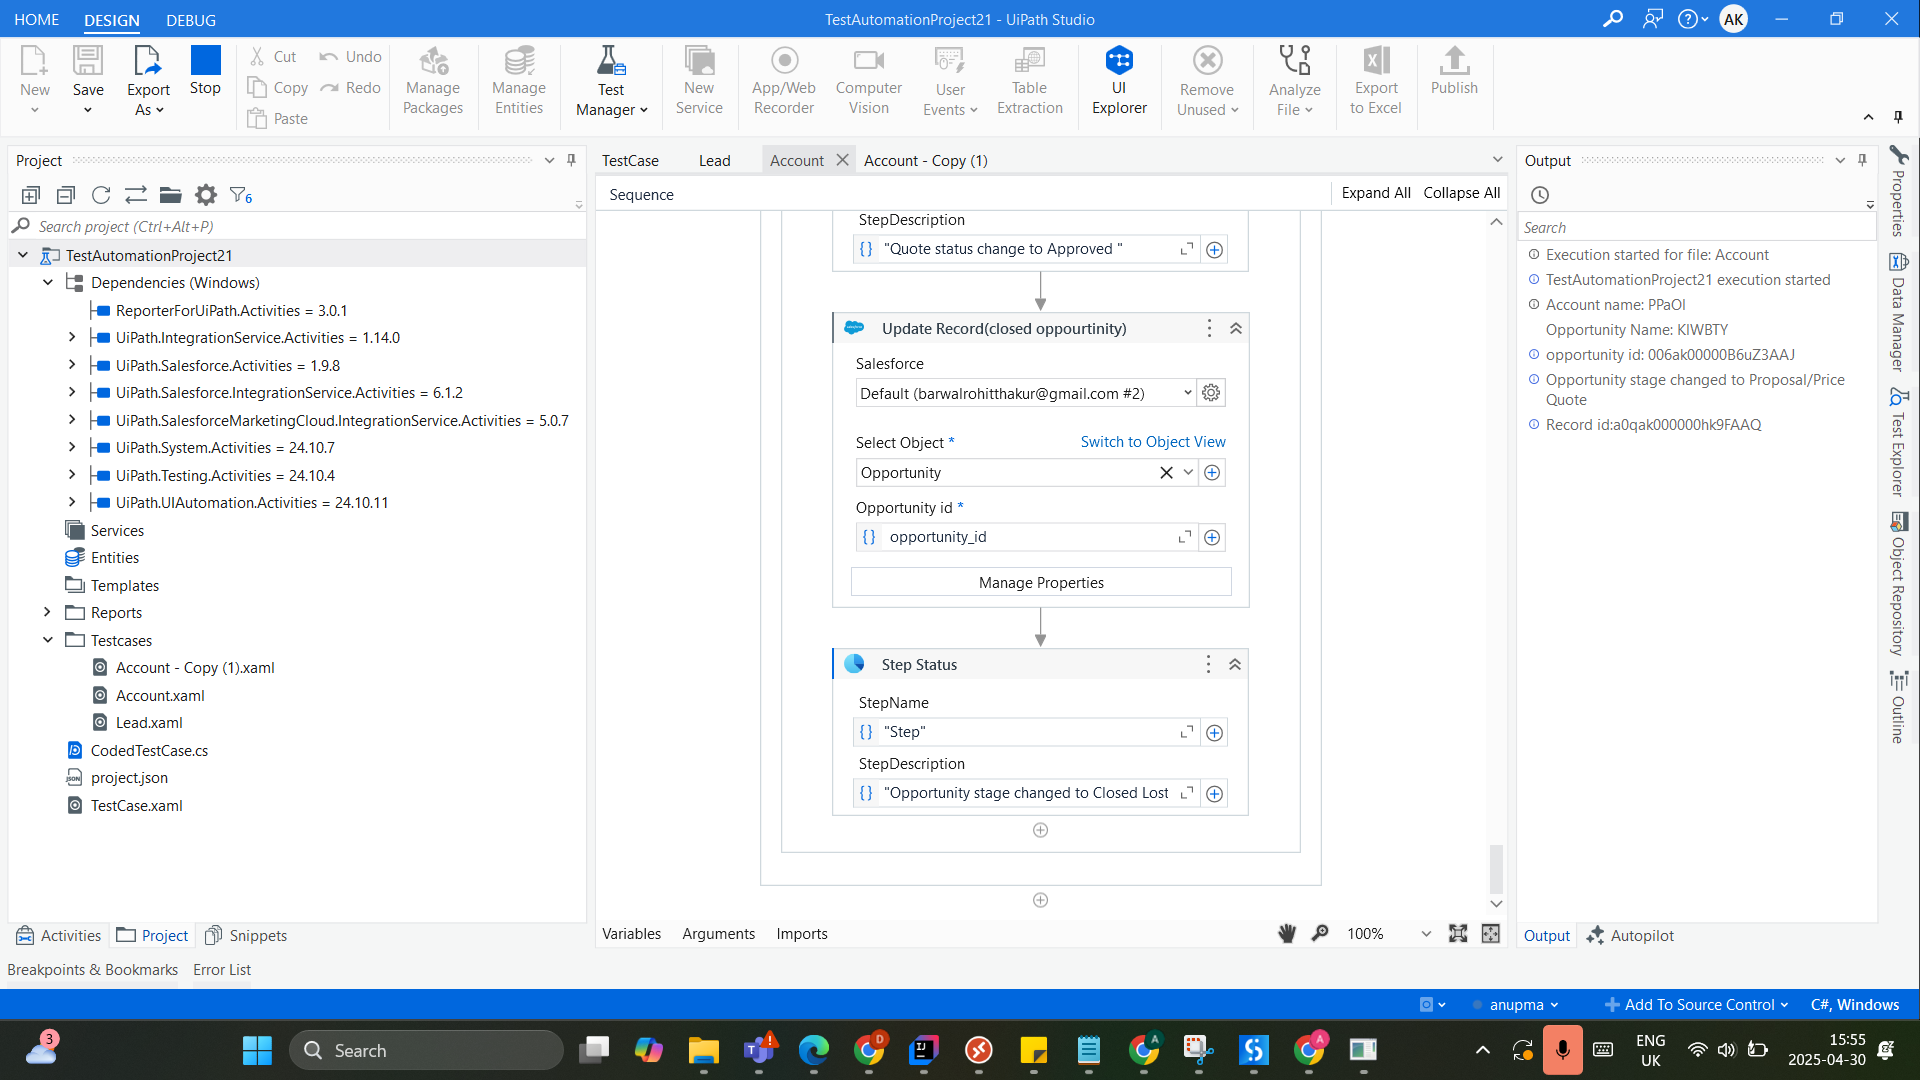 HOME
DESIGN
DEBUG
TestAutomationProject21 - UiPath Studio
AK
New
Save
Export As
Stop
Cut
Copy
Paste
Undo
Redo
Manage Packages
Manage Entities
Test Manager
New Service
App/Web Recorder
Computer Vision
User Events
Table Extraction
UI Explorer
Remove Unused
Analyze File
Export to Excel
Publish
Project
6
Search project (Ctrl+Alt+P)
TestAutomationProject21
Dependencies (Windows)
ReporterForUiPath.Activities = 3.0.1
UiPath.IntegrationService.Activities = 1.14.0
UiPath.Salesforce.Activities = 1.9.8
UiPath.Salesforce.IntegrationService.Activities = 6.1.2
UiPath.SalesforceMarketingCloud.IntegrationService.Activities = 5.0.7
UiPath.System.Activities = 24.10.7
UiPath.Testing.Activities = 24.10.4
UiPath.UIAutomation.Activities = 24.10.11
Services
Entities
Templates
Reports
Testcases
Account - Copy (1).xaml
Account.xaml
Lead.xaml
CodedTestCase.cs
JSON project.json
TestCase.xaml
Activities
Project
Snippets
Breakpoints & Bookmarks
Error List
TestCase
Lead
Account
Account - Copy (1)
Sequence
Expand All
Collapse All
StepDescription
{} "Quote status change to Approved "
Update Record(closed oppourtinity)
Salesforce
Default (barwalrohitthakur@gmail.com #2)
Select Object *
Switch to Object View
Opportunity
Opportunity id *
{} opportunity_id
Manage Properties
Step Status
StepName
{} "Step"
StepDescription
{} "Opportunity stage changed to Closed Lost
Variables
Arguments
Imports
100%
Output
Search
Execution started for file: Account
TestAutomationProject21 execution started
Account name: PPaOl
Opportunity Name: KlWBTY
opportunity id: 006ak00000B6uZ3AAJ
Opportunity stage changed to Proposal/Price
Quote
Record id:a0qak000000hk9FAAQ
Output
Autopilot
Properties
Data Manager
Test Explorer
Object Repository
Outline
anupma
Add To Source Control
C#, Windows
3
Search
D
A
A
ENG
UK
15:55
2025-04-30